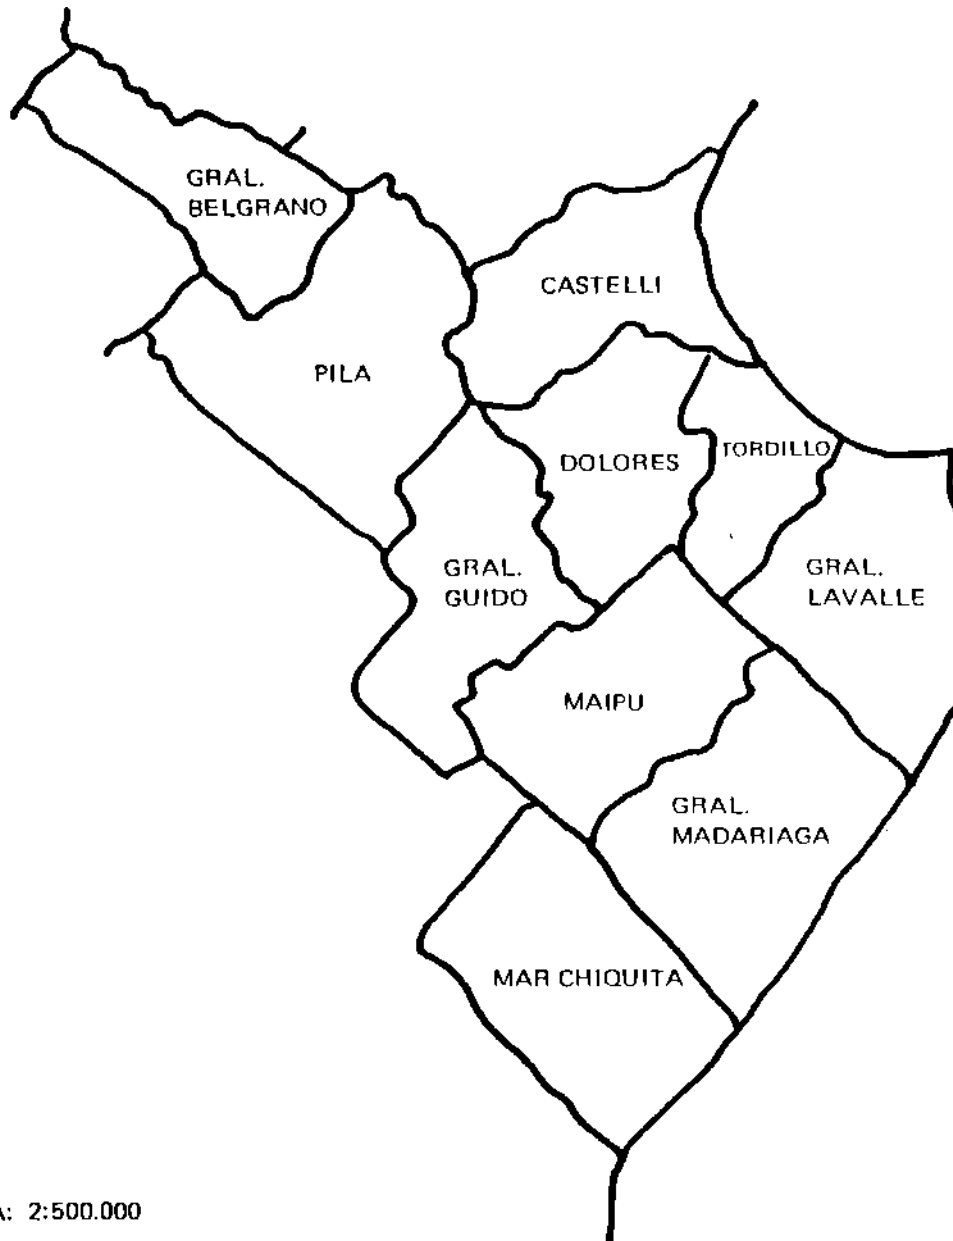 GRAL.
BELGRANO
CASTELLI
PILA
DOLORES
TORDILLO
GRAL.
GUIDO
GRAL.
LAVALLE
MAIPU
GRAL.
MADARIAGA
MAR CHIQUITA
A: 2:500.000